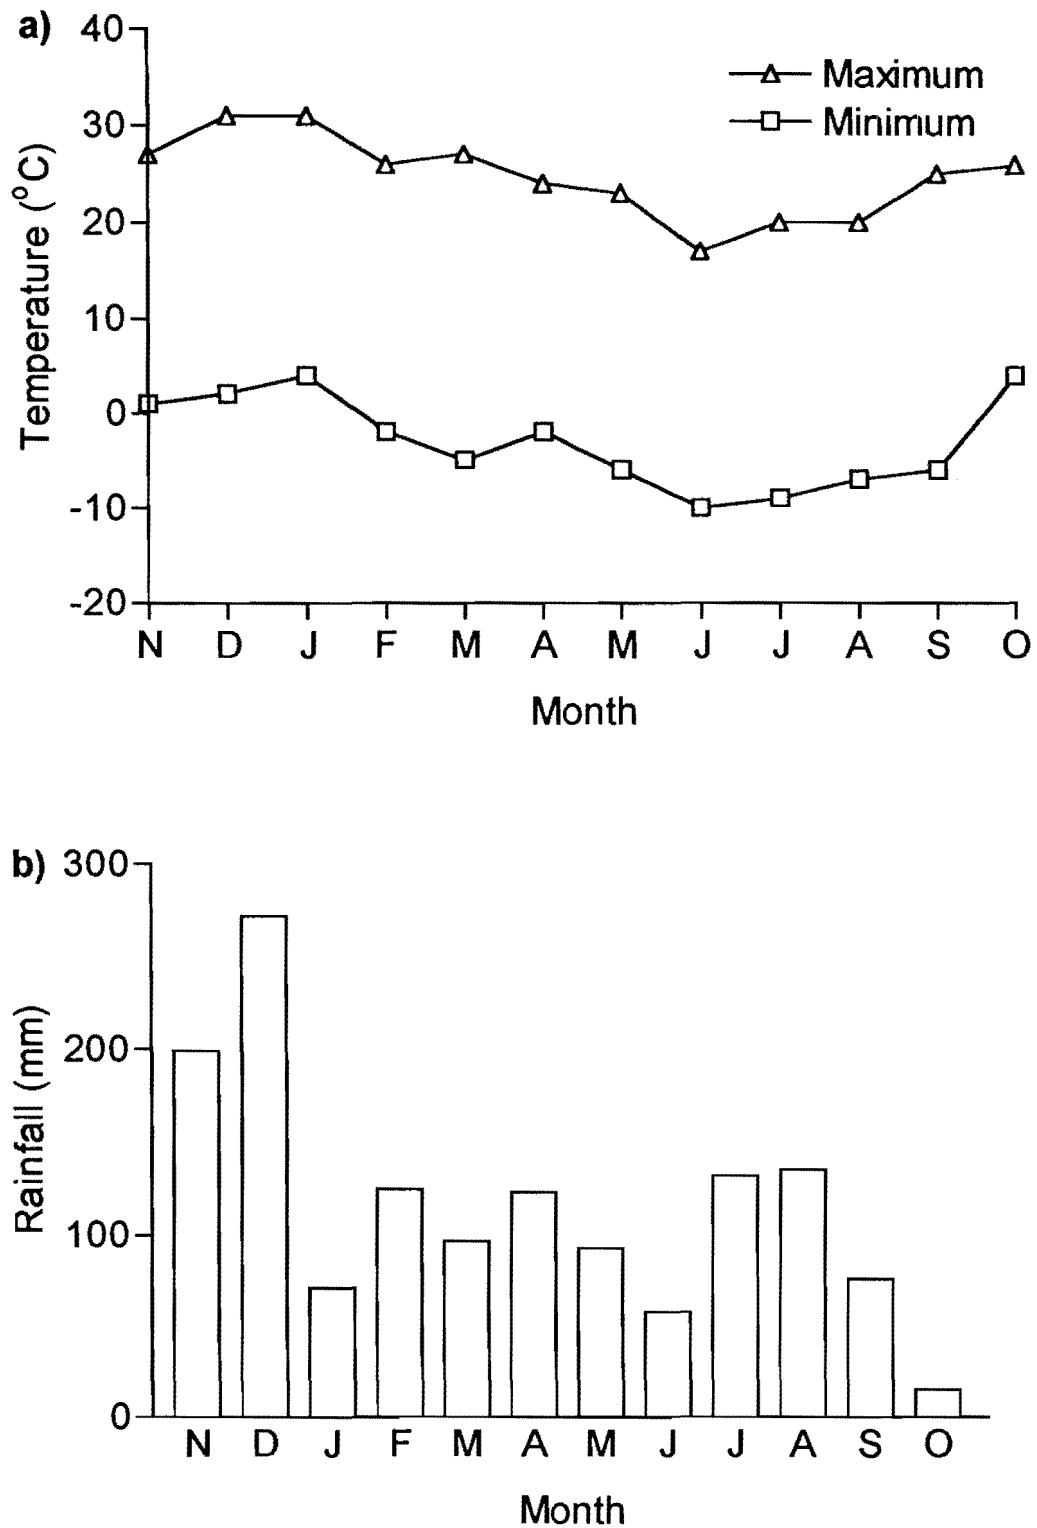 a)
40
30
20
10
0
-10
-20
Temperature (°C)
Maximum
Minimum
N D J F M A M J J A S O
Month
b)
300
200
100
0
Rainfall (mm)
N D J F M A M J J A S O
Month